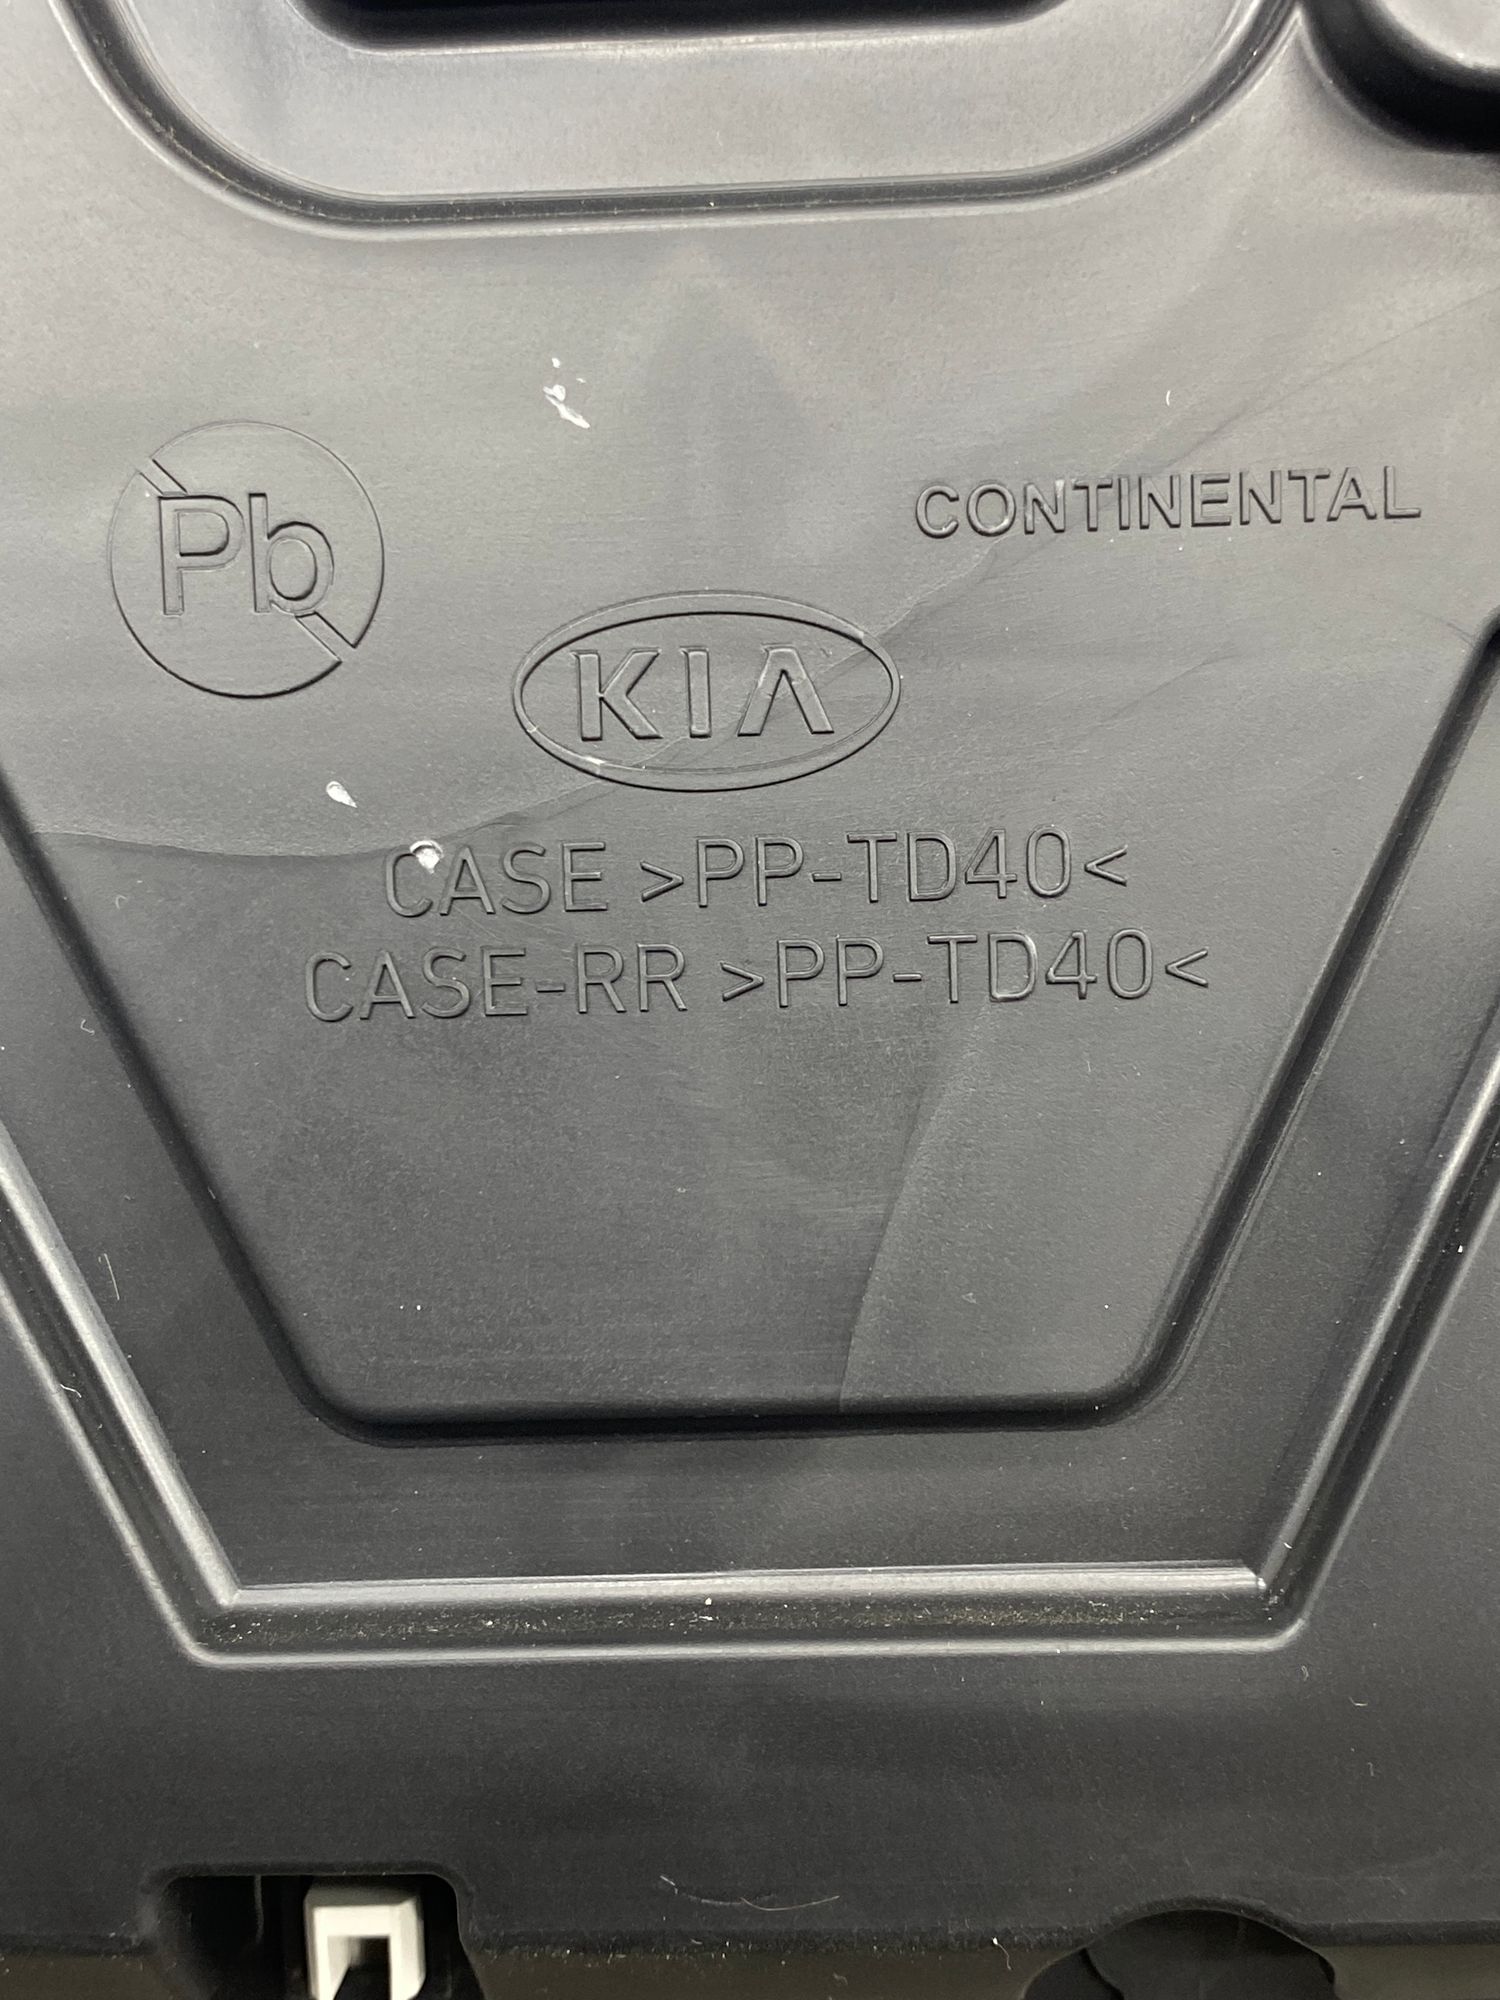 CONTINENTAL
Pb
KIA
CASE >PP-TD40<
CASE-RR >PP-TD40<